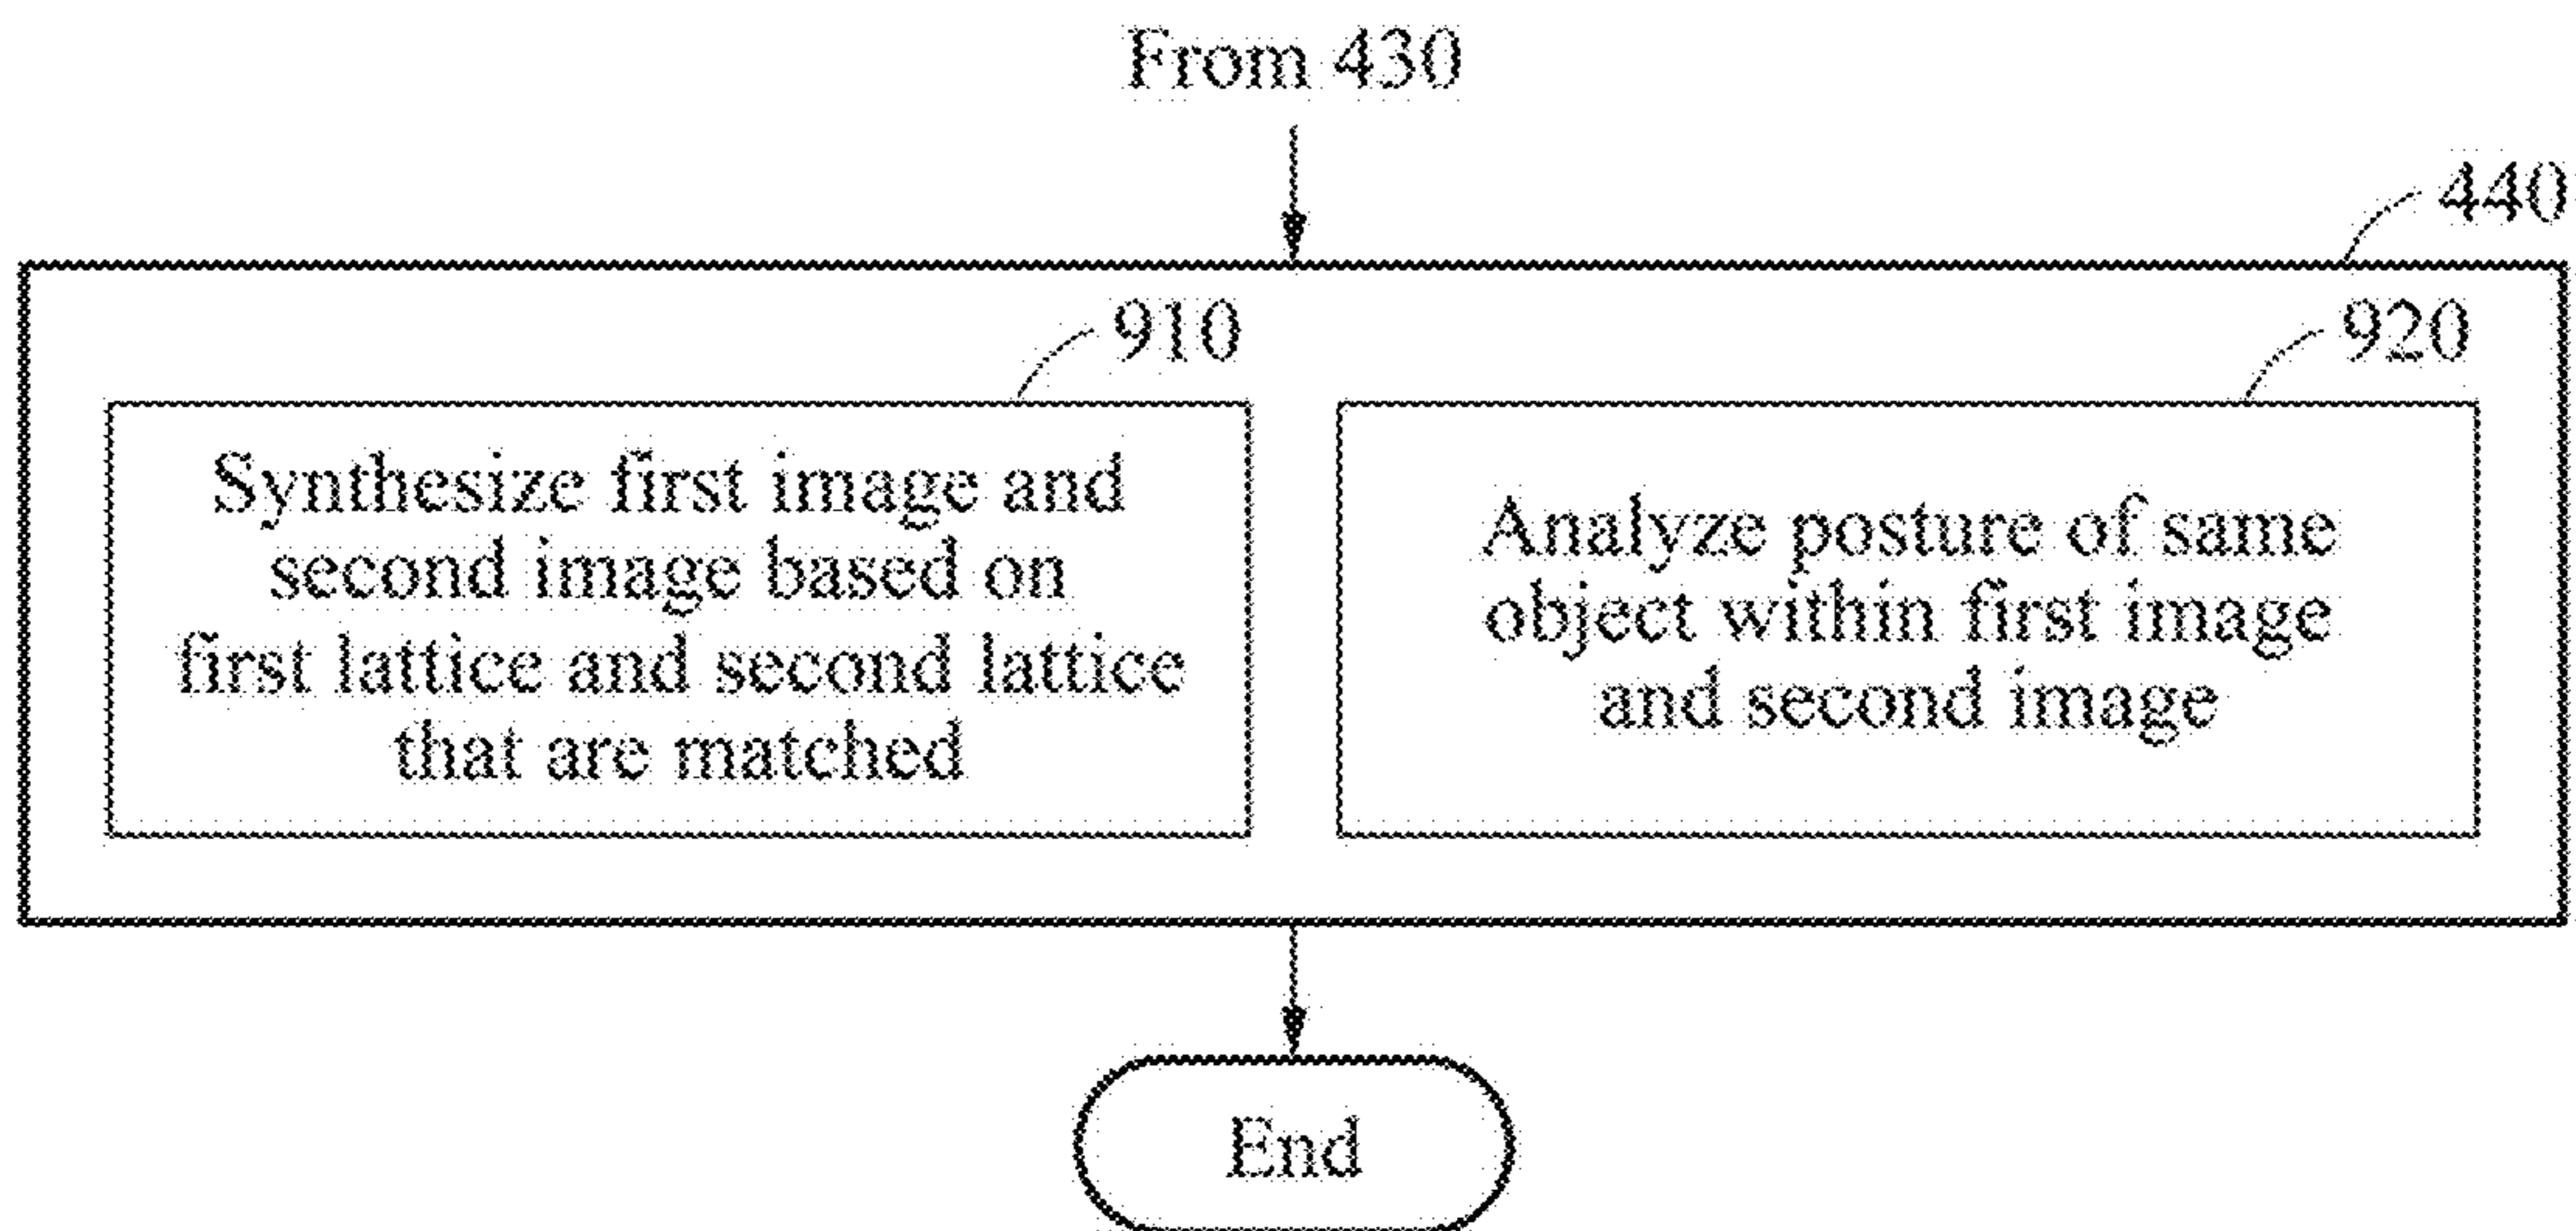 From 430
440
910
920
Synthesize first image and
second image based on
first lattice and second lattice
that are matched
Analyze posture of same
object within first image
and second image
End